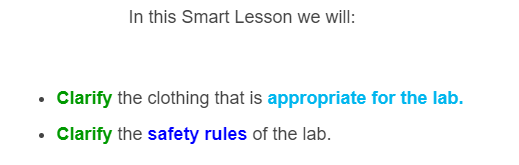 In this Smart Lesson we will:
• Clarify the clothing that is appropriate for the lab.
• Clarify the safety rules of the lab.